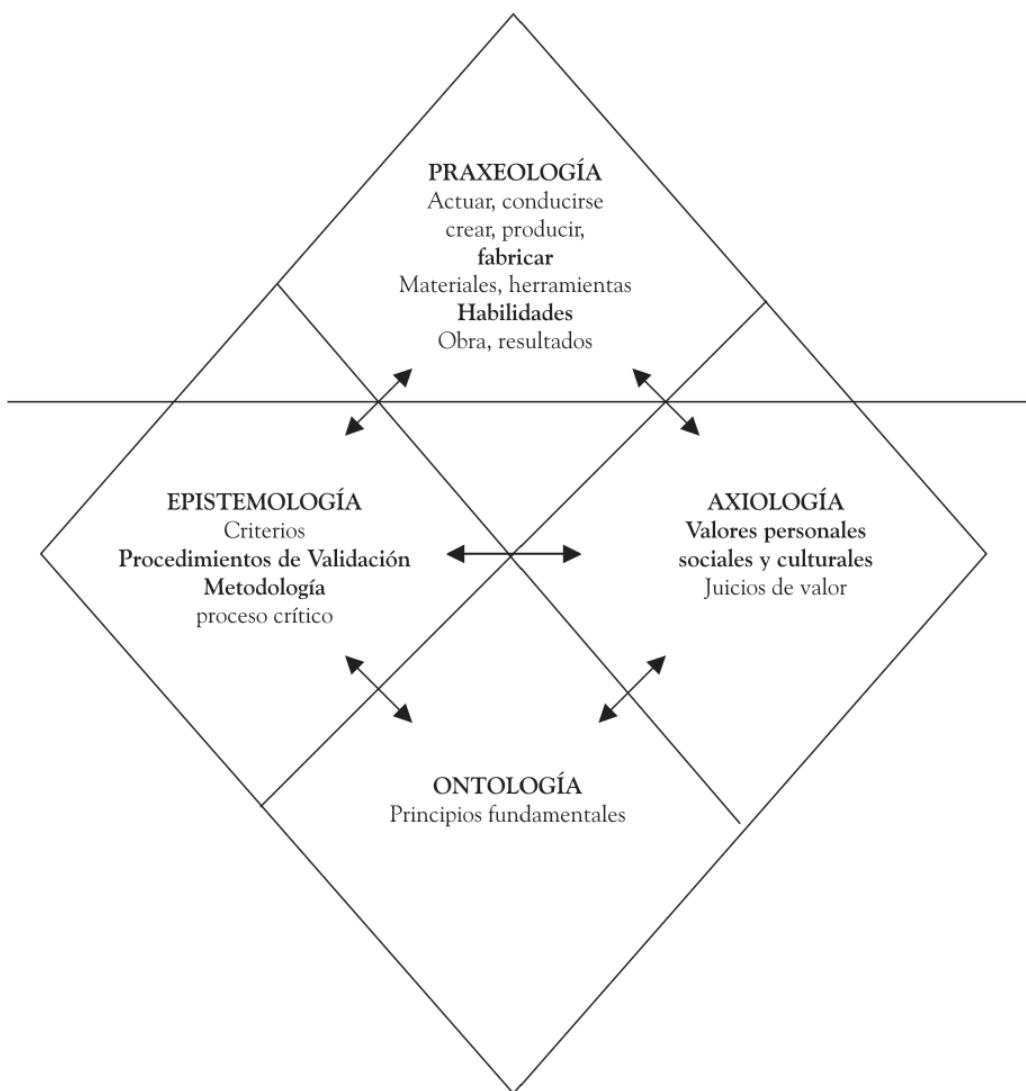 PRAXEOLOGÍA
Actuar, conducirse
crear, producir,
fabricar
Materiales, herramientas
Habilidades
Obra, resultados
EPISTEMOLOGÍA
Criterios
Procedimientos de Validación
Metodología
proceso crítico
AXIOLOGÍA
Valores personales
sociales y culturales
Juicios de valor
ONTOLOGÍA
Principios fundamentales